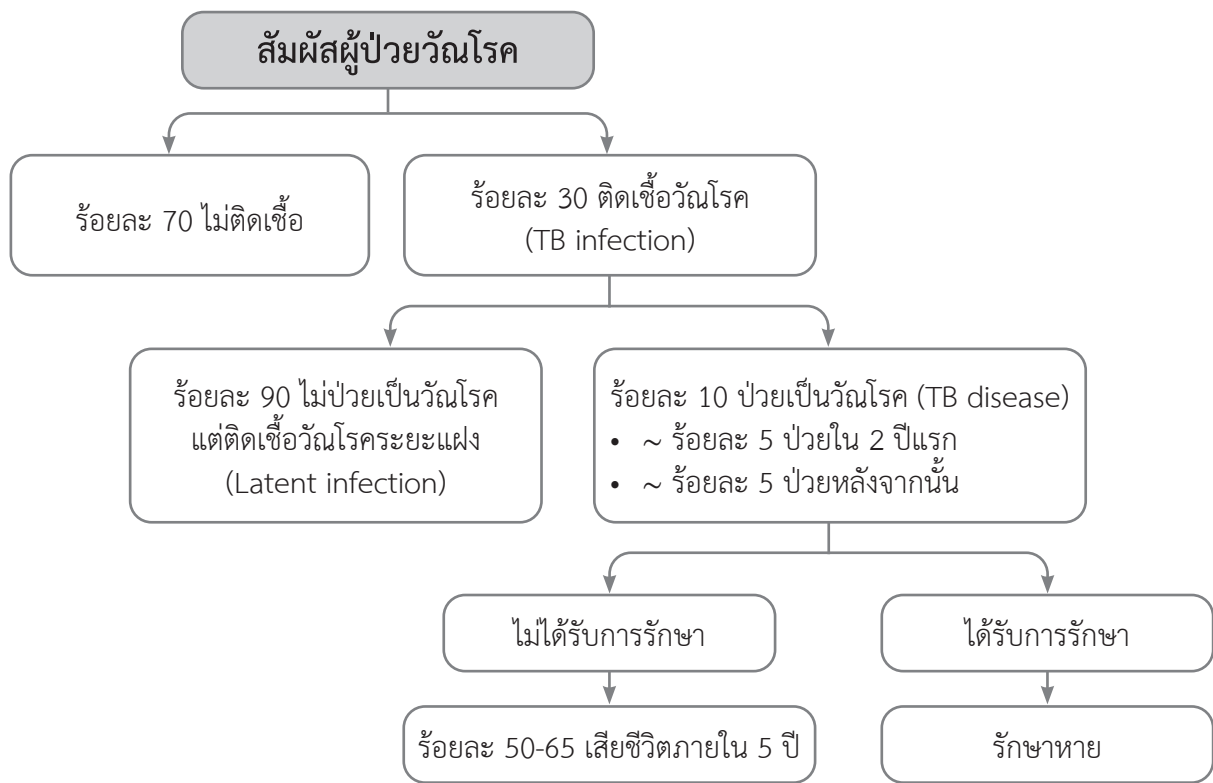 สัมผัสผู้ป่วยวัณโรค
ร้อยละ 70 ไม่ติดเชื้อ
ร้อยละ 30 ติดเชื้อวัณโรค
(TB infection)
ร้อยละ 90 ไม่ป่วยเป็นวัณโรค
แต่ติดเชื้อวัณโรคระยะแฝง
(Latent infection)
ร้อยละ 10 ป่วยเป็นวัณโรค (TB disease)
• ~ ร้อยละ 5 ป่วยใน 2 ปีแรก
• ~ ร้อยละ 5 ป่วยหลังจากนั้น
ไม่ได้รับการรักษา
ได้รับการรักษา
ร้อยละ 50-65 เสียชีวิตภายใน 5 ปี
รักษาหาย